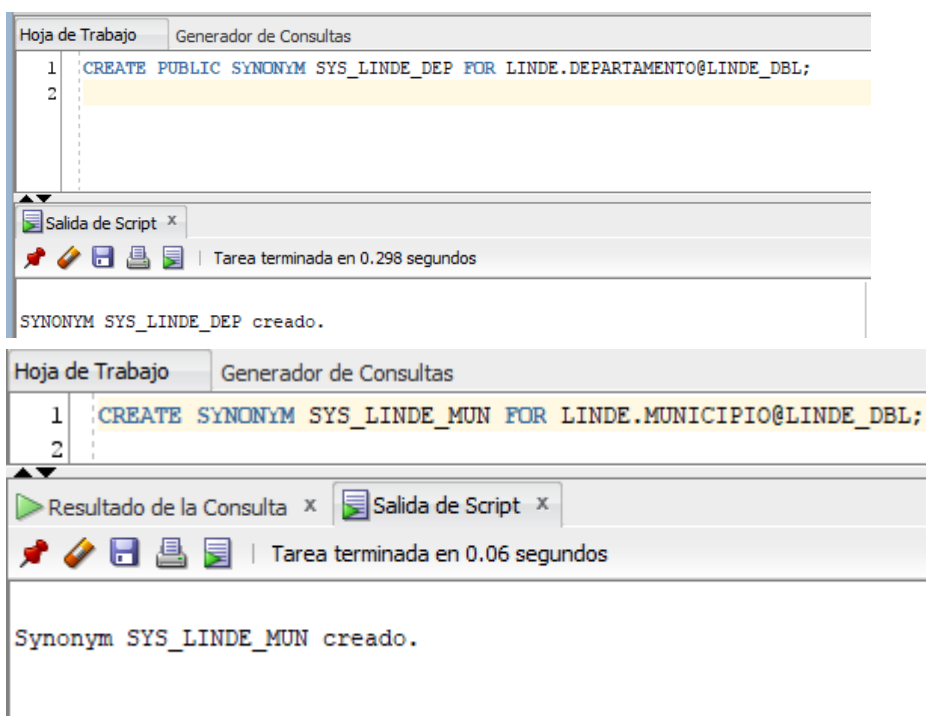 Hoja de Trabajo Generador de Consultas
1 CREATE PUBLIC SYNONYM SYS_LINDE_DEP FOR LINDE.DEPARTAMENTO@LINDE_DBL;
2
Salida de Script x
Tarea terminada en 0.298 segundos
SYNONYM SYS_LINDE_DEP creado.
Hoja de Trabajo Generador de Consultas
1 CREATE SYNONYM SYS_LINDE_MUN FOR LINDE.MUNICIPIO@LINDE_DBL;
2
Resultado de la Consulta x Salida de Script x
Tarea terminada en 0.06 segundos
Synonym SYS_LINDE_MUN creado.